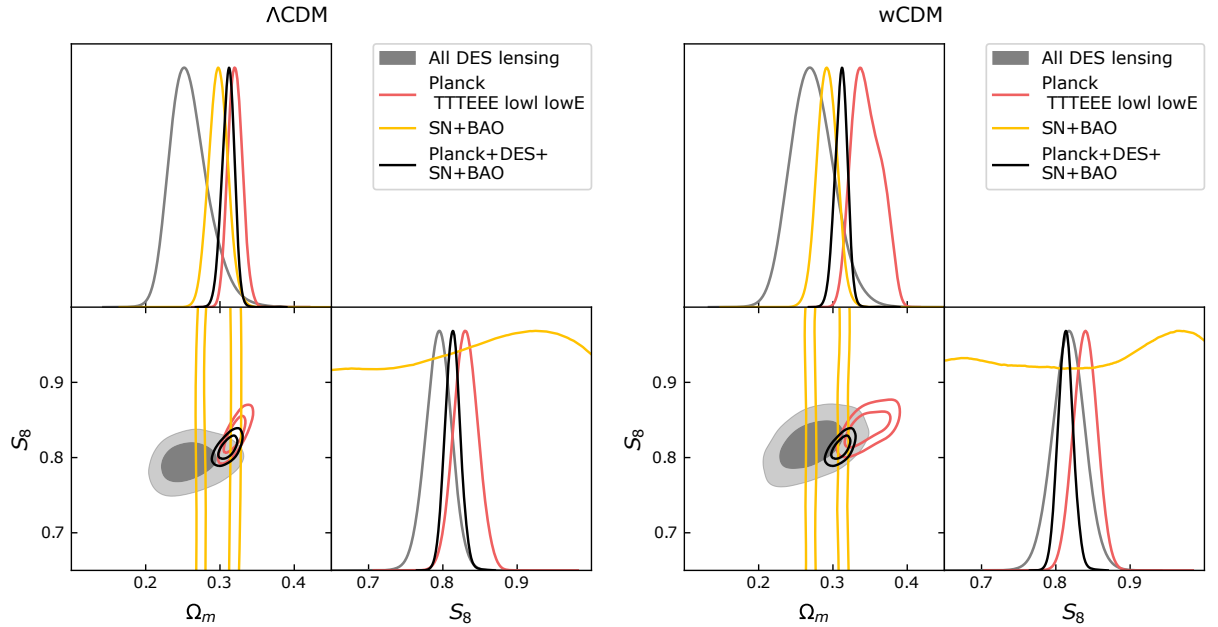 ΛCDM
All DES lensing
Planck
TTTEEE lowl lowE
SN+BAO
Planck+DES+
SN+BAO
0.9
0.8
0.7
S₈
0.2 0.3 0.4
Ωₘ
0.7 0.8 0.9
S₈
wCDM
All DES lensing
Planck
TTTEEE lowl lowE
SN+BAO
Planck+DES+
SN+BAO
0.9
0.8
0.7
S₈
0.2 0.3 0.4
Ωₘ
0.7 0.8 0.9
S₈